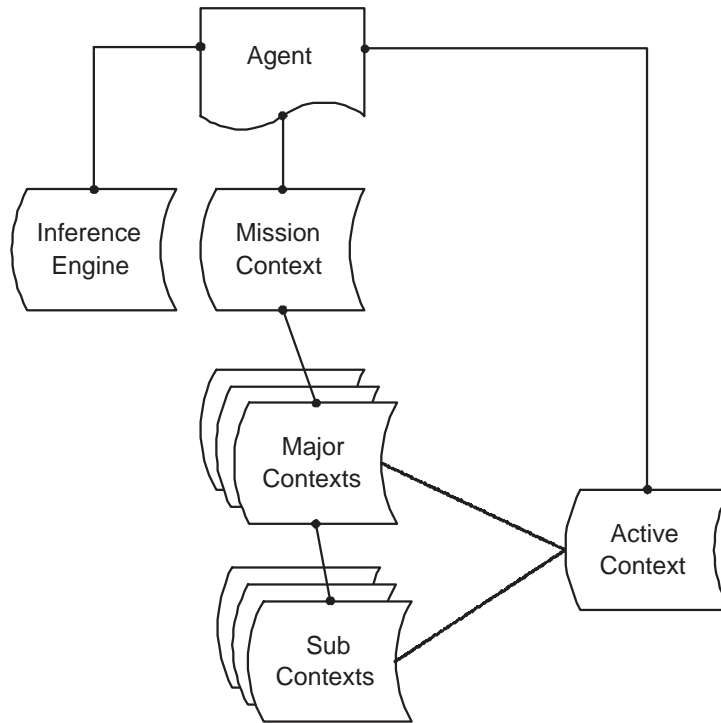 Agent
Inference
Engine
Mission
Context
Major
Contexts
Active
Context
Sub
Contexts